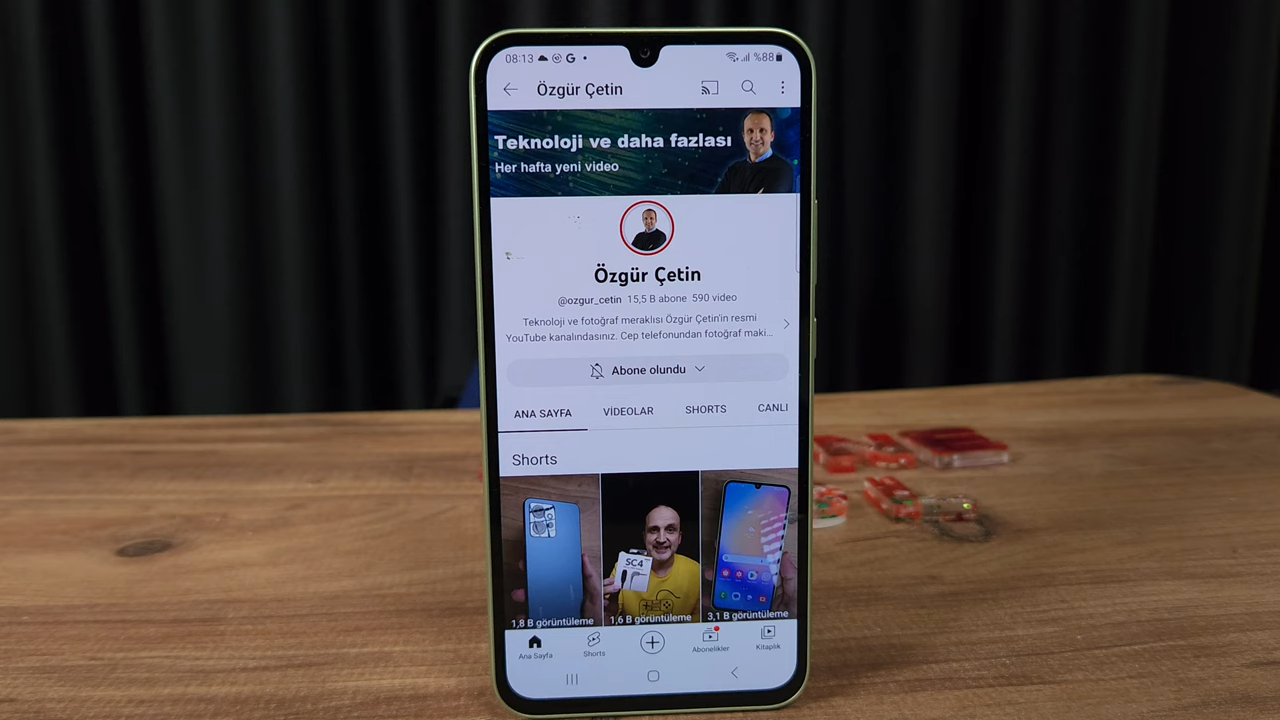 08:13 G %88
Özgür Çetin
Teknoloji ve daha fazlası
Her hafta yeni video
Özgür Çetin
@ozgur_cetin 15,5 B abone 590 video
Teknoloji ve fotoğraf meraklısı Özgür Çetin'in resmi
YouTube kanalındasınız. Cep telefonundan fotoğraf maki...
Abone olundu
ANA SAYFA VİDEOLAR SHORTS CANLI
Shorts
SC4
1,8 B görüntüleme 1,6 B görüntüleme 3,1 B görüntüleme
Ana Sayfa Shorts Abonelikler Kitaplık